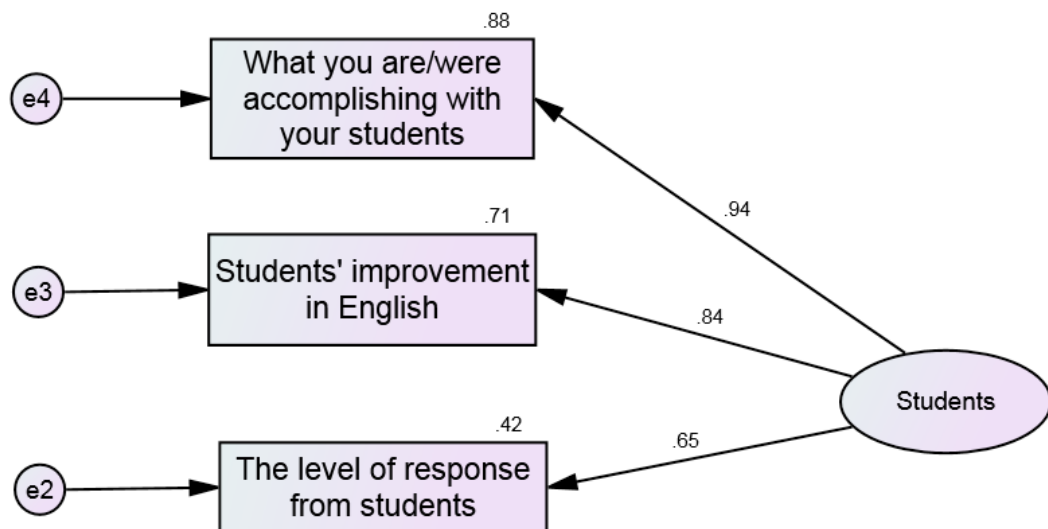 .88
What you are/were
accomplishing with
your students
e4
.94
.71
Students' improvement
in English
e3
.84
Students
.42
.65
The level of response
from students
e2